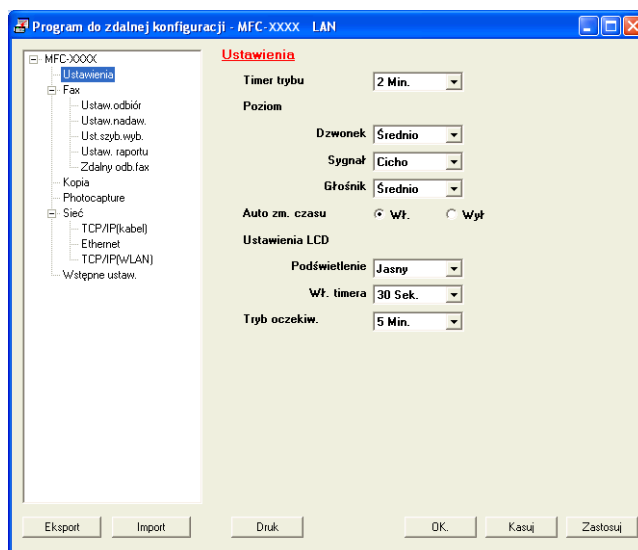 Program do zdalnej konfiguracji - MFC-XXXX LAN
MFC-XXXX
Ustawienia
Fax
Ustaw.odbiór
Ustaw.nadaw.
Ust.szyb.wyb.
Ustaw. raportu
Zdalny odb.fax
Kopia
Photocapture
Sieć
TCP/IP(kabel)
Ethernet
TCP/IP(WLAN)
Wstępne ustaw.
Ustawienia
Timer trybu 2 Min.
Poziom
Dzwonek Średnio
Sygnał Cicho
Głośnik Średnio
Auto zm. czasu Wł. Wył
Ustawienia LCD
Podświetlenie Jasny
Wł. timera 30 Sek.
Tryb oczekiw. 5 Min.
Eksport Import Druk OK. Kasuj Zastosuj